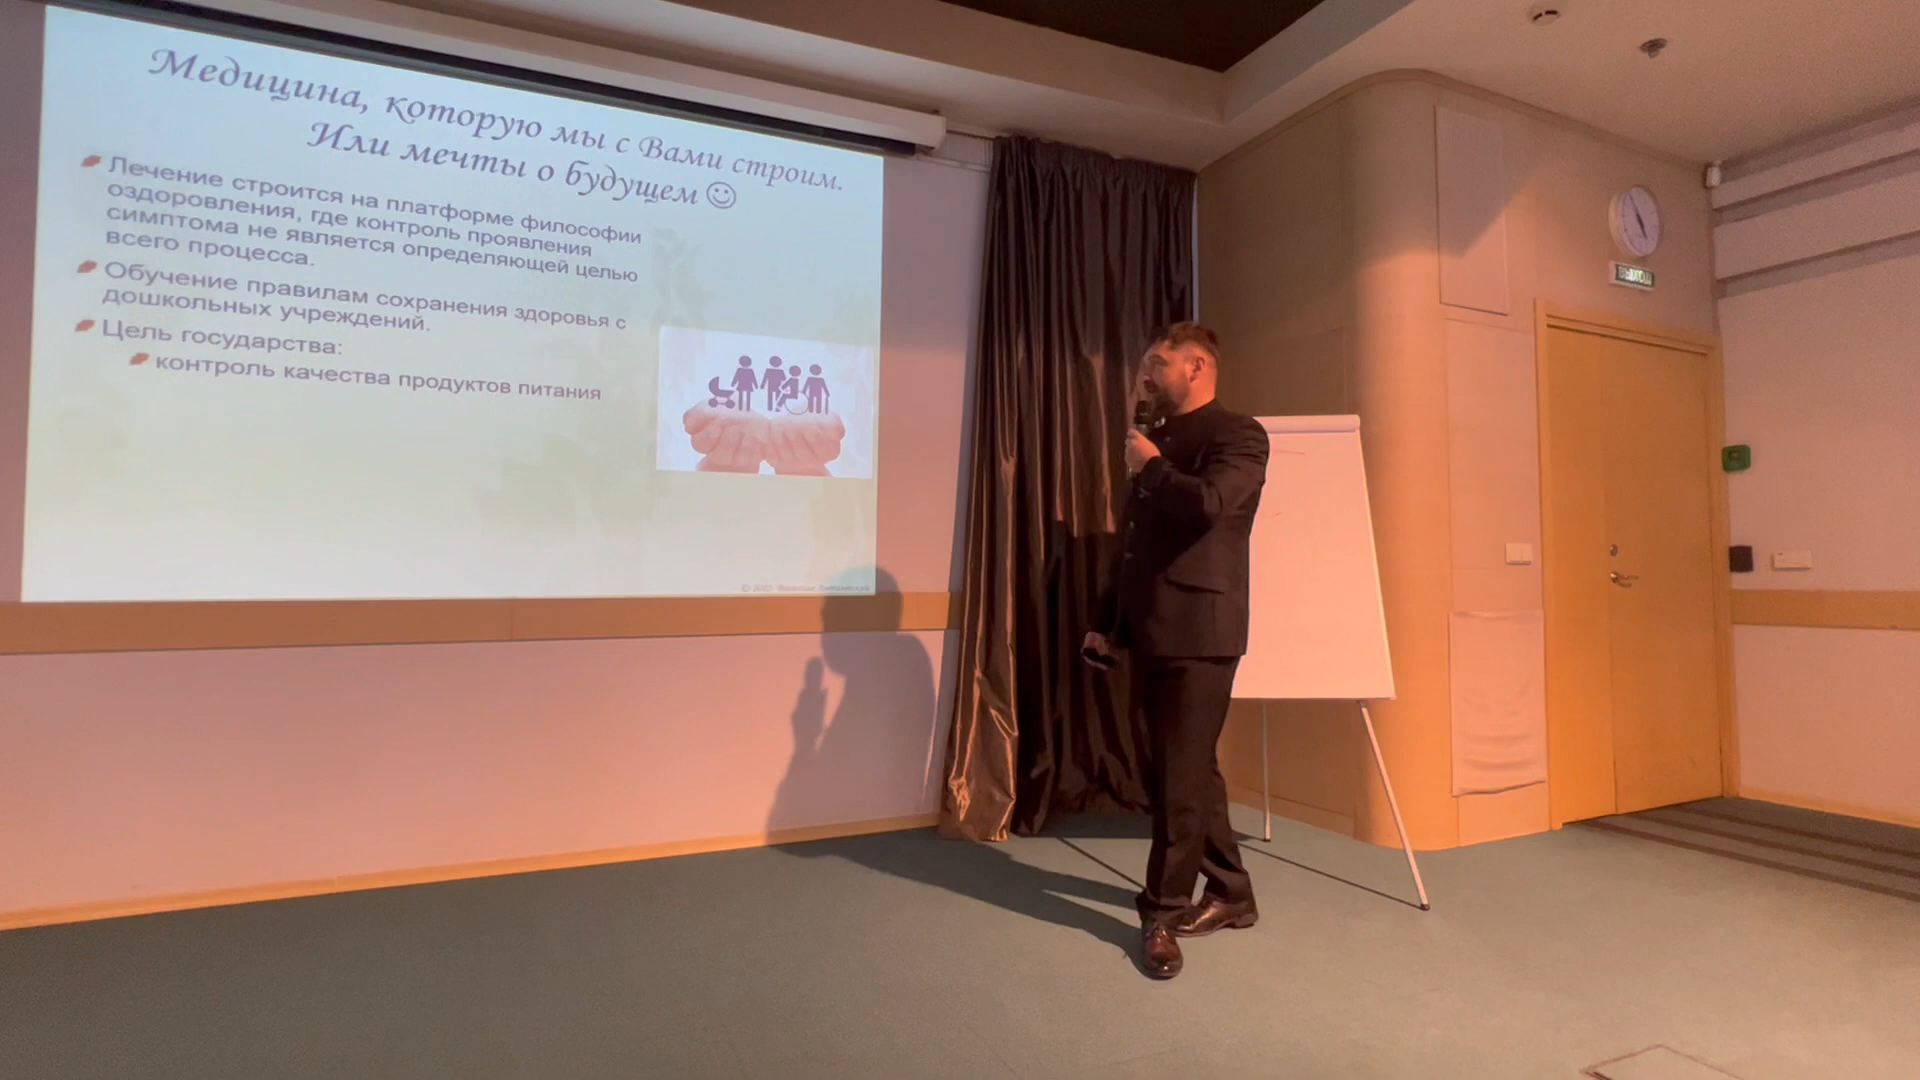 Медицина, которую мы с Вами строим.
Или мечты о будущем ☺
Лечение строится на платформе философии
оздоровления, где контроль проявления
симптома не является определяющей целью
всего процесса.
Обучение правилам сохранения здоровья с
дошкольных учреждений.
Цель государства:
контроль качества продуктов питания
©
ВЫХОД